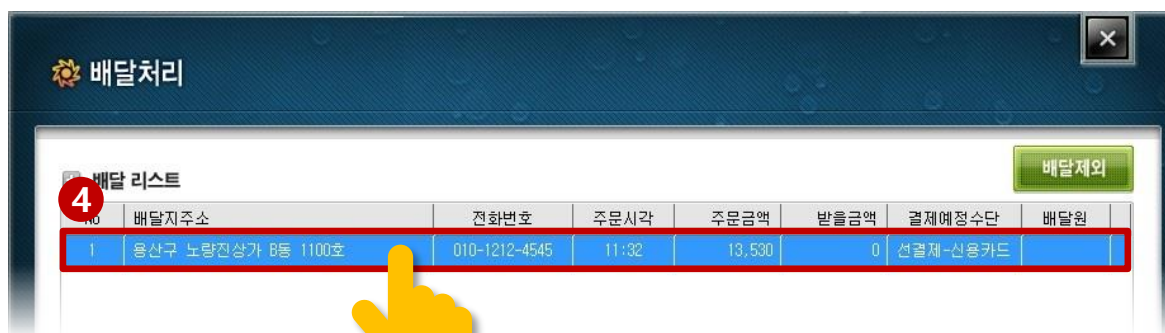 배달처리
배달제외
배달 리스트
4
No 배달지주소 전화번호 주문시각 주문금액 받을금액 결제예정수단 배달원
1 용산구 노량진상가 B동 1100호 010-1212-4545 11:32 13,530 0 선결제-신용카드